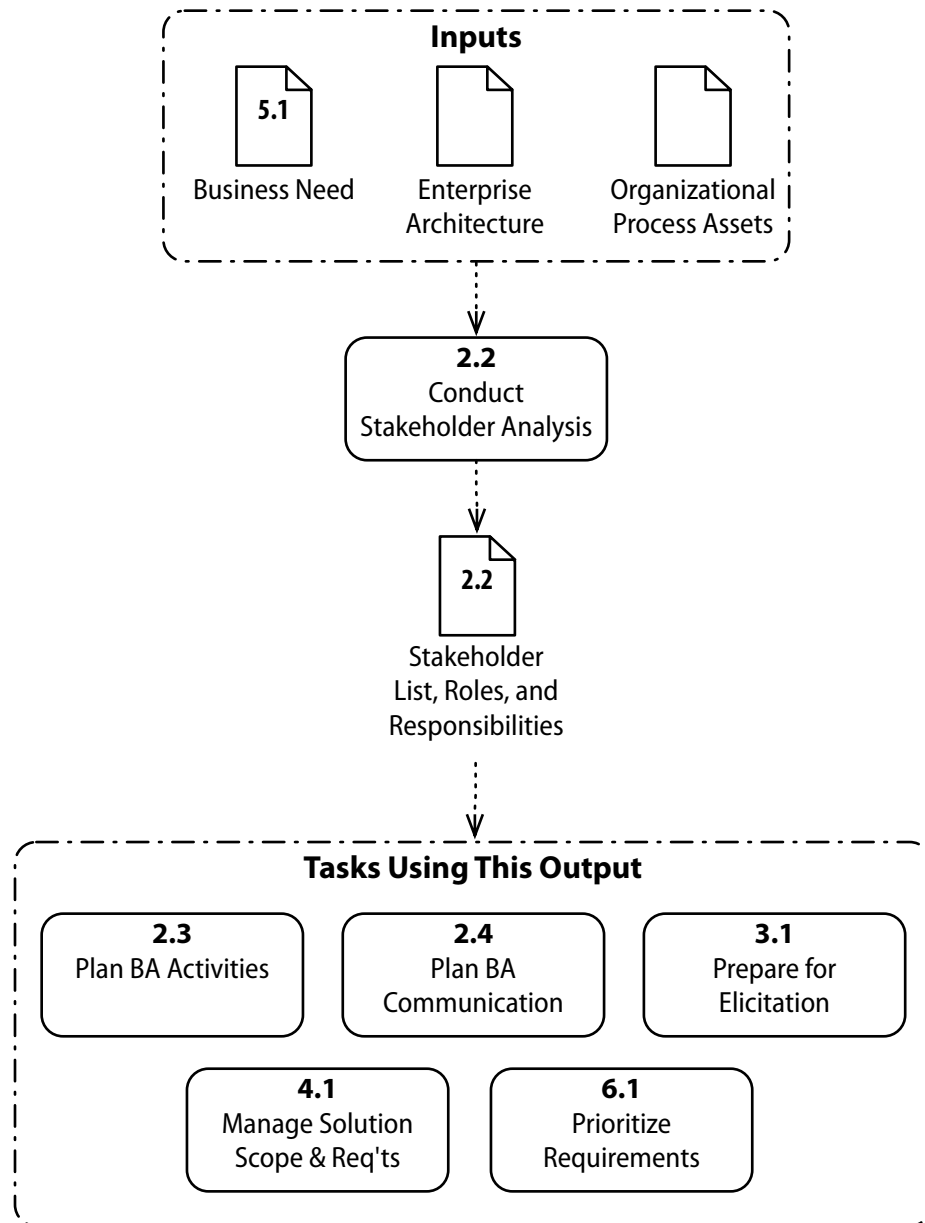 Inputs
5.1
Business Need
Enterprise
Architecture
Organizational
Process Assets
2.2
Conduct
Stakeholder Analysis
2.2
Stakeholder
List, Roles, and
Responsibilities
Tasks Using This Output
2.3
Plan BA Activities
2.4
Plan BA
Communication
3.1
Prepare for
Elicitation
4.1
Manage Solution
Scope & Req'ts
6.1
Prioritize
Requirements